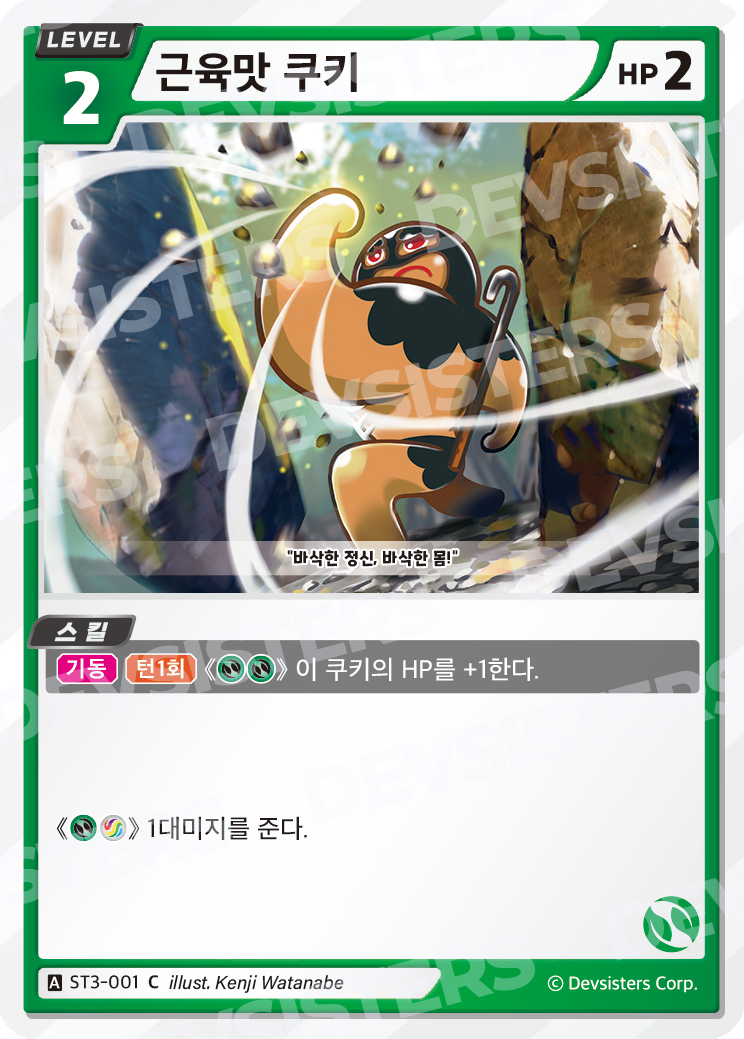 LEVEL
2
근육맛 쿠키
HP 2
"바삭한 정신, 바삭한 몸!"
스킬
기동 턴1회 《》 이 쿠키의 HP를 +1한다.
《》 1대미지를 준다.
A ST3-001 C illust. Kenji Watanabe
© Devsisters Corp.
DEVSISTERS